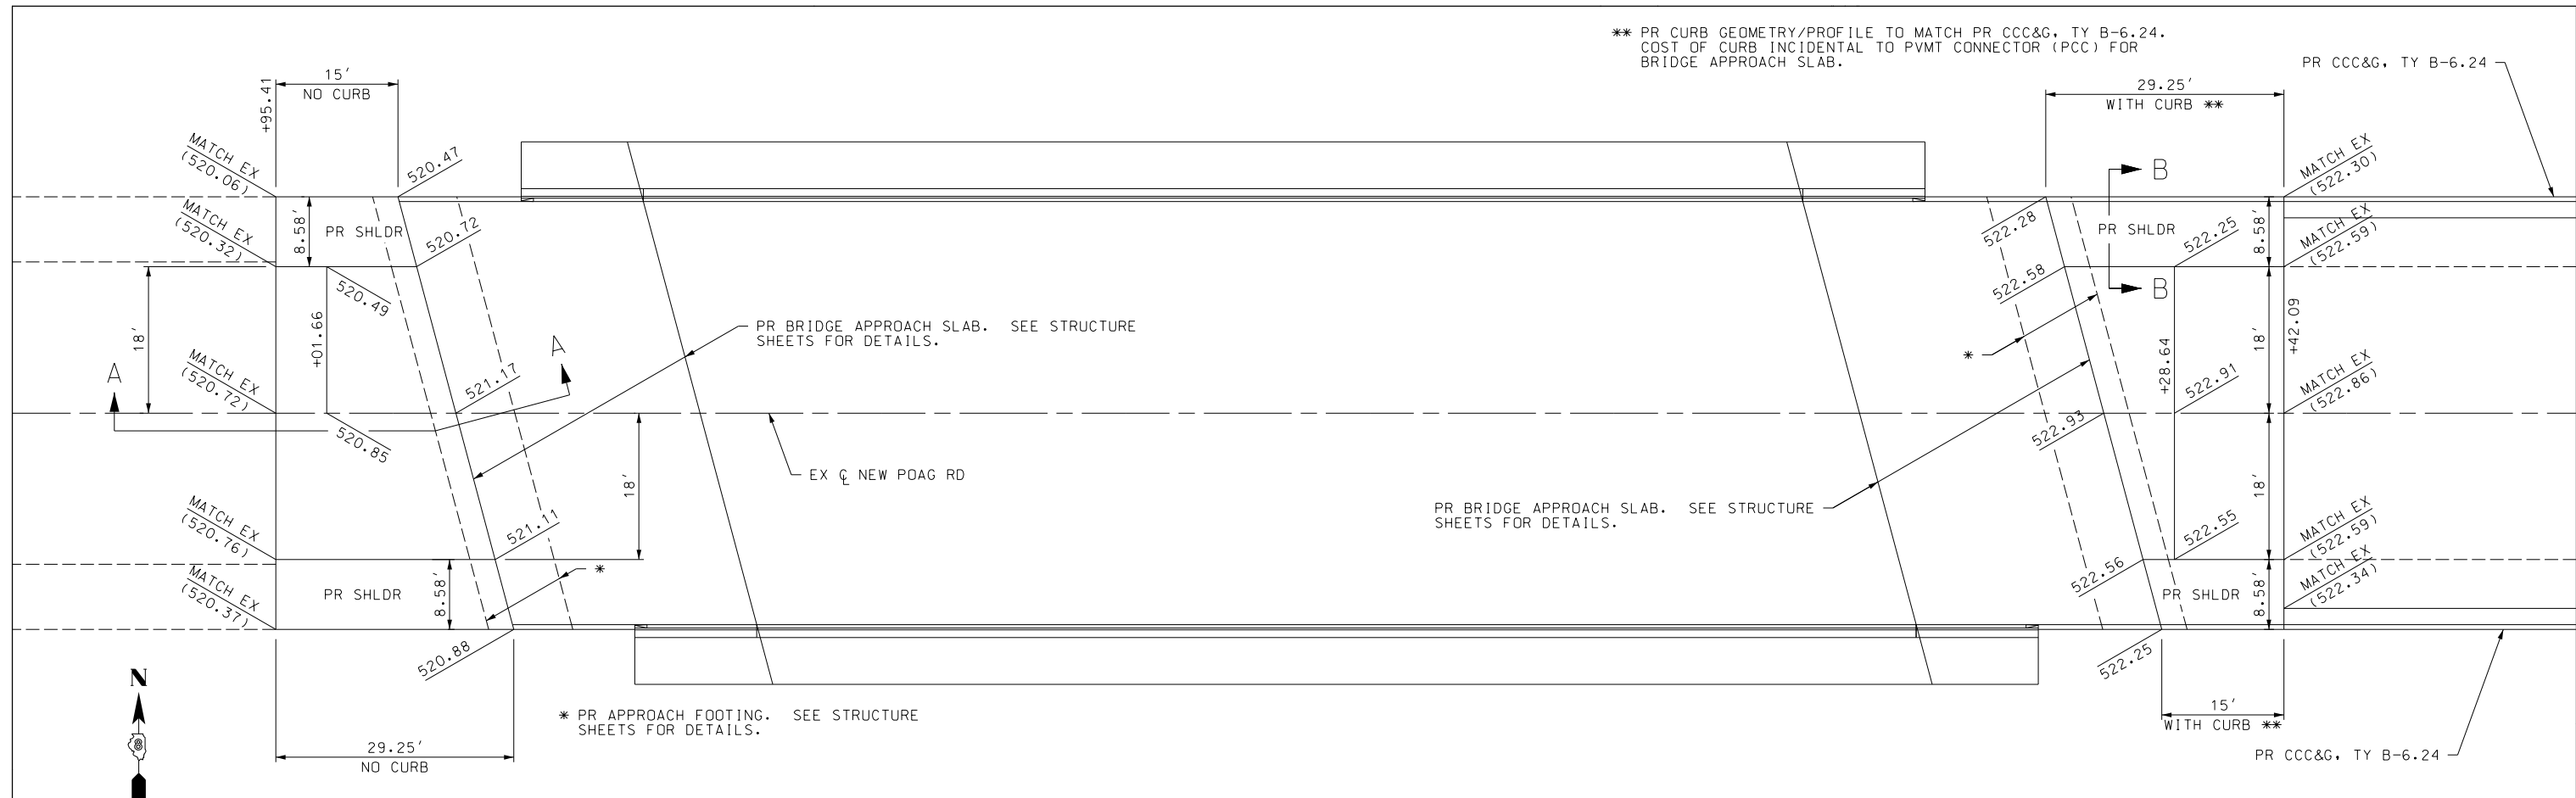 ** PR CURB GEOMETRY/PROFILE TO MATCH PR CCC&G, TY B-6.24.
COST OF CURB INCIDENTAL TO PVMT CONNECTOR (PCC) FOR
BRIDGE APPROACH SLAB.
PR CCC&G, TY B-6.24
15'
NO CURB
+95.41
29.25'
WITH CURB **
MATCH EX
(520.06)
520.47
MATCH EX
(520.32)
8.58'
PR SHLDR
520.72
520.49
18'
+01.66
A
MATCH EX
(520.72)
521.17
A
520.85
PR BRIDGE APPROACH SLAB. SEE STRUCTURE
SHEETS FOR DETAILS.
EX ℄ NEW POAG RD
18'
MATCH EX
(520.76)
521.11
MATCH EX
(520.37)
PR SHLDR
8.58'
*
520.88
29.25'
NO CURB
N
* PR APPROACH FOOTING. SEE STRUCTURE
SHEETS FOR DETAILS.
B
MATCH EX
(522.30)
522.28
PR SHLDR
522.25
8.58'
MATCH EX
(522.59)
522.58
B
*
+28.64
18'
+42.09
522.93
522.91
MATCH EX
(522.86)
PR BRIDGE APPROACH SLAB. SEE STRUCTURE
SHEETS FOR DETAILS.
18'
522.55
MATCH EX
(522.59)
522.56
PR SHLDR
8.58'
MATCH EX
(522.34)
522.25
15'
WITH CURB **
PR CCC&G, TY B-6.24